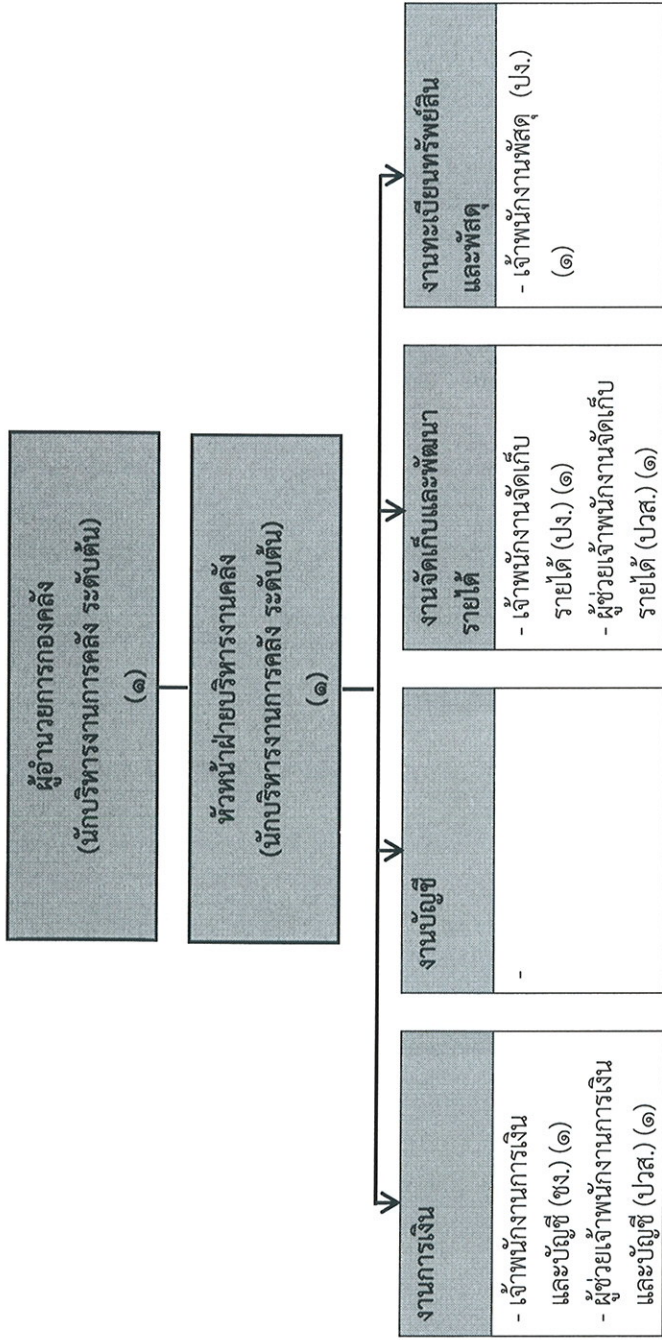 ผู้อำนวยการกองคลัง
(นักบริหารงานการคลัง ระดับต้น)
(๑)
หัวหน้าฝ่ายบริหารงานคลัง
(นักบริหารงานการคลัง ระดับต้น)
(๑)
งานการเงิน
- เจ้าพนักงานการเงิน
และบัญชี (ชง.) (๑)
- ผู้ช่วยเจ้าพนักงานการเงิน
และบัญชี (ปวส.) (๑)
งานบัญชี
-
งานจัดเก็บและพัฒนา
รายได้
- เจ้าพนักงานจัดเก็บ
รายได้ (ปง.) (๑)
- ผู้ช่วยเจ้าพนักงานจัดเก็บ
รายได้ (ปวส.) (๑)
งานทะเบียนทรัพย์สิน
และพัสดุ
- เจ้าพนักงานพัสดุ (ปง.)
(๑)